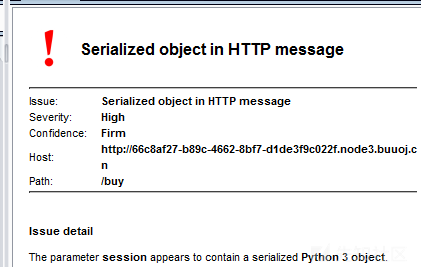 Serialized object in HTTP message
Issue: Serialized object in HTTP message
Severity: High
Confidence: Firm
Host: http://66c8af27-b89c-4662-8bf7-d1de3f9c022f.node3.buuoj.c
n
Path: /buy
Issue detail
The parameter session appears to contain a serialized Python 3 object.